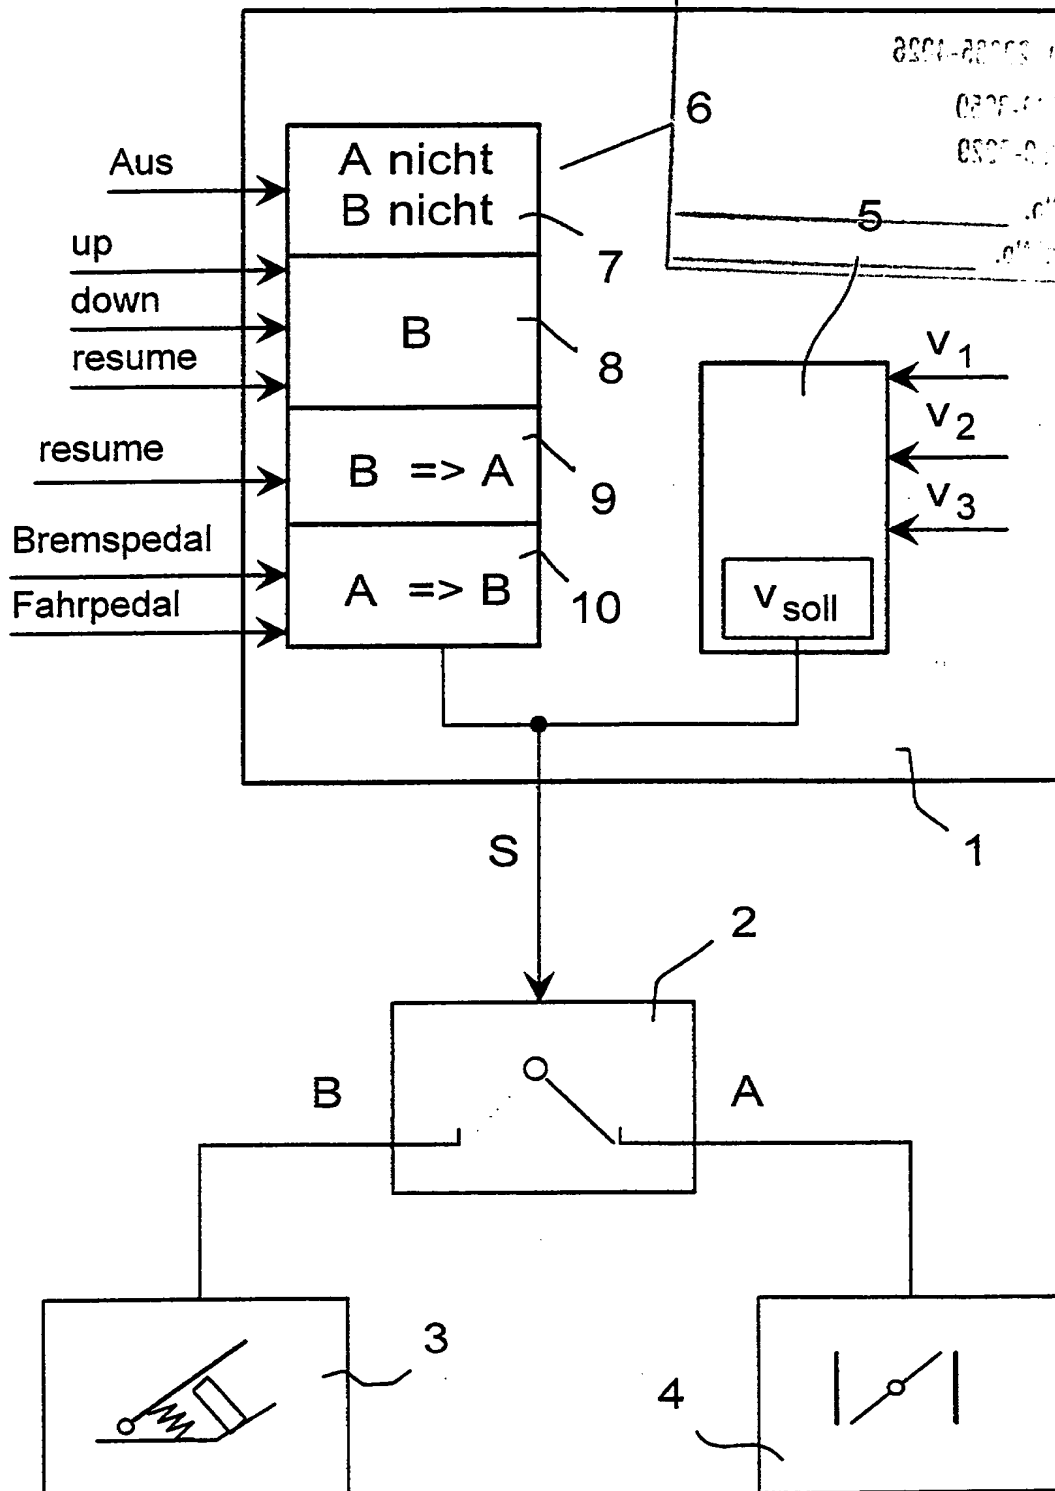 6
Aus
A nicht
B nicht
5
7
up
down
B
8
resume
v1
v2
v3
resume
B => A
9
Bremspedal
Fahrpedal
A => B
10
vsoll
1
S
2
B
A
3
4